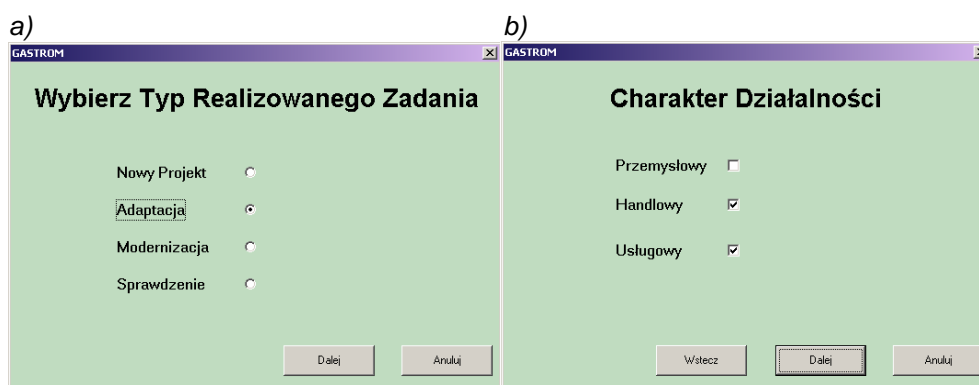 a)
GASTROM
Wybierz Typ Realizowanego Zadania
Nowy Projekt
Adaptacja
Modernizacja
Sprawdzenie
Dalej
Anuluj
b)
GASTROM
Charakter Działalności
Przemysłowy
Handlowy
Usługowy
Wstecz
Dalej
Anuluj